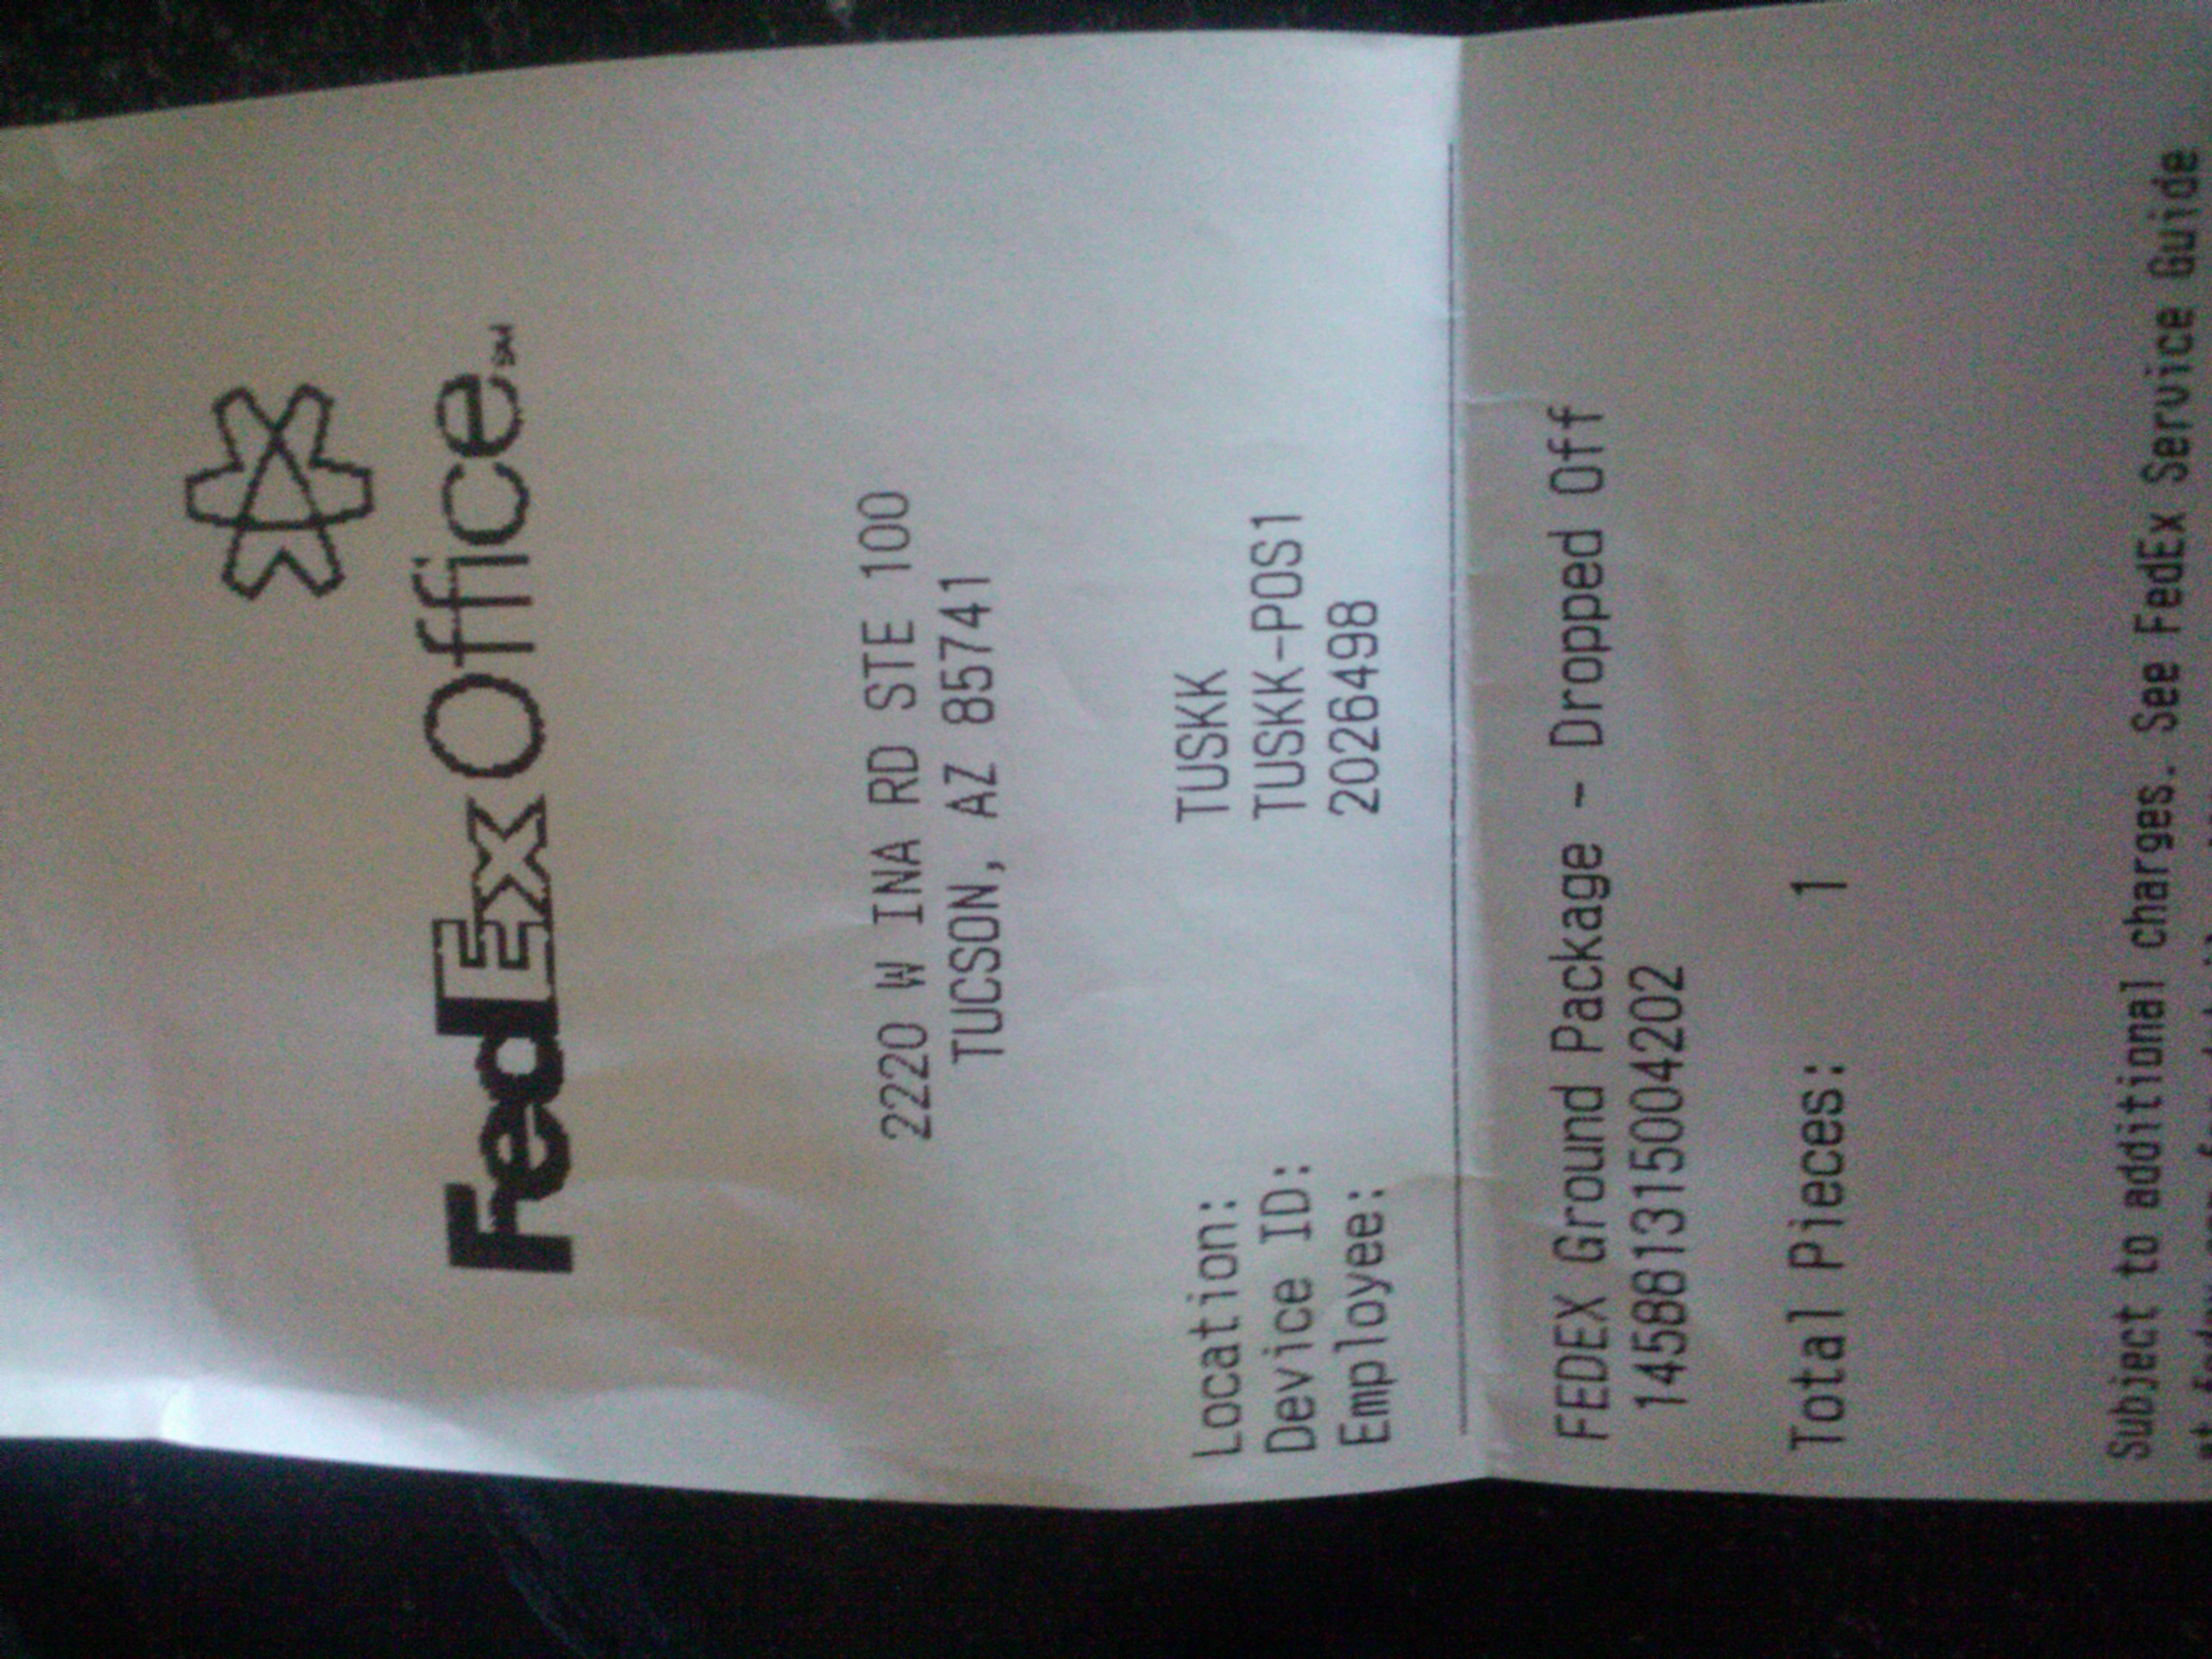 FedEx Office SM
2220 W INA RD STE 100
TUCSON, AZ 85741
Location: TUSKK
Device ID: TUSKK-POS1
Employee: 2026498
FEDEX Ground Package - Dropped Off
145881315004202
Total Pieces: 1
Subject to additional charges. See FedEx Service Guide